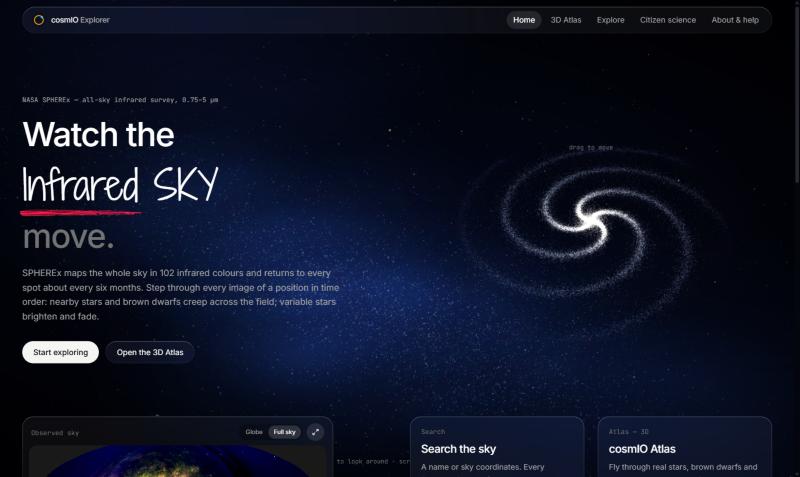 cosmIO Explorer
Home
3D Atlas
Explore
Citizen science
About & help
NASA SPHEREx — all-sky infrared survey, 0.75–5 μm
Watch the
Infrared SKY
move.
drag to move
SPHEREx maps the whole sky in 102 infrared colours and returns to every
spot about every six months. Step through every image of a position in time
order: nearby stars and brown dwarfs creep across the field; variable stars
brighten and fade.
Start exploring
Open the 3D Atlas
Observed sky
Globe
Full sky
to look around · scr
Search
Search the sky
A name or sky coordinates. Every
Atlas — 3D
cosmIO Atlas
Fly through real stars, brown dwarfs and